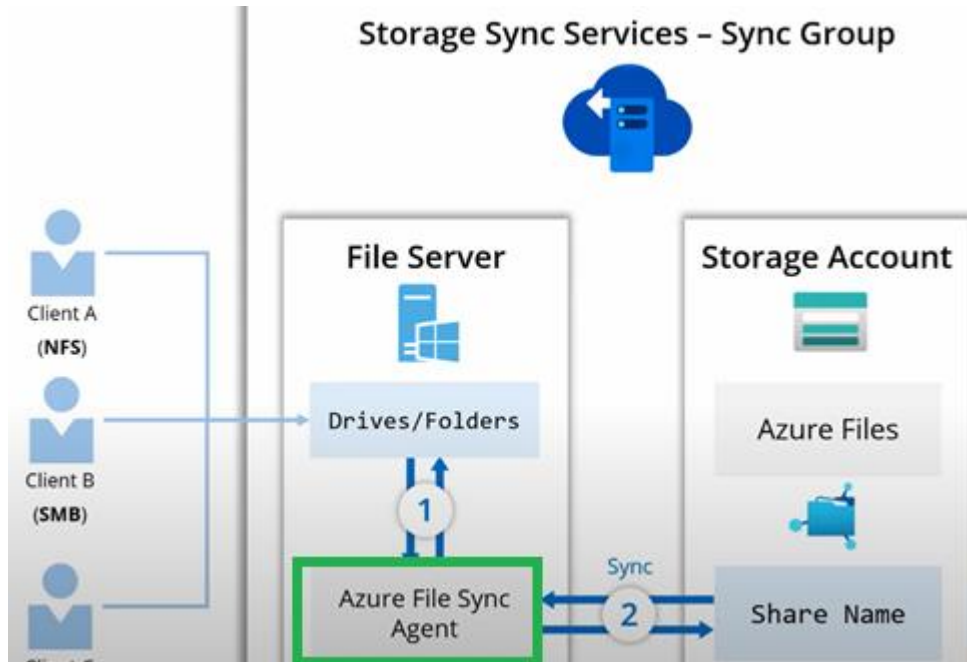 Storage Sync Services – Sync Group
File Server
Storage Account
Client A
(NFS)
Drives/Folders
Azure Files
Client B
(SMB)
1
Sync
2
Azure File Sync
Agent
Share Name